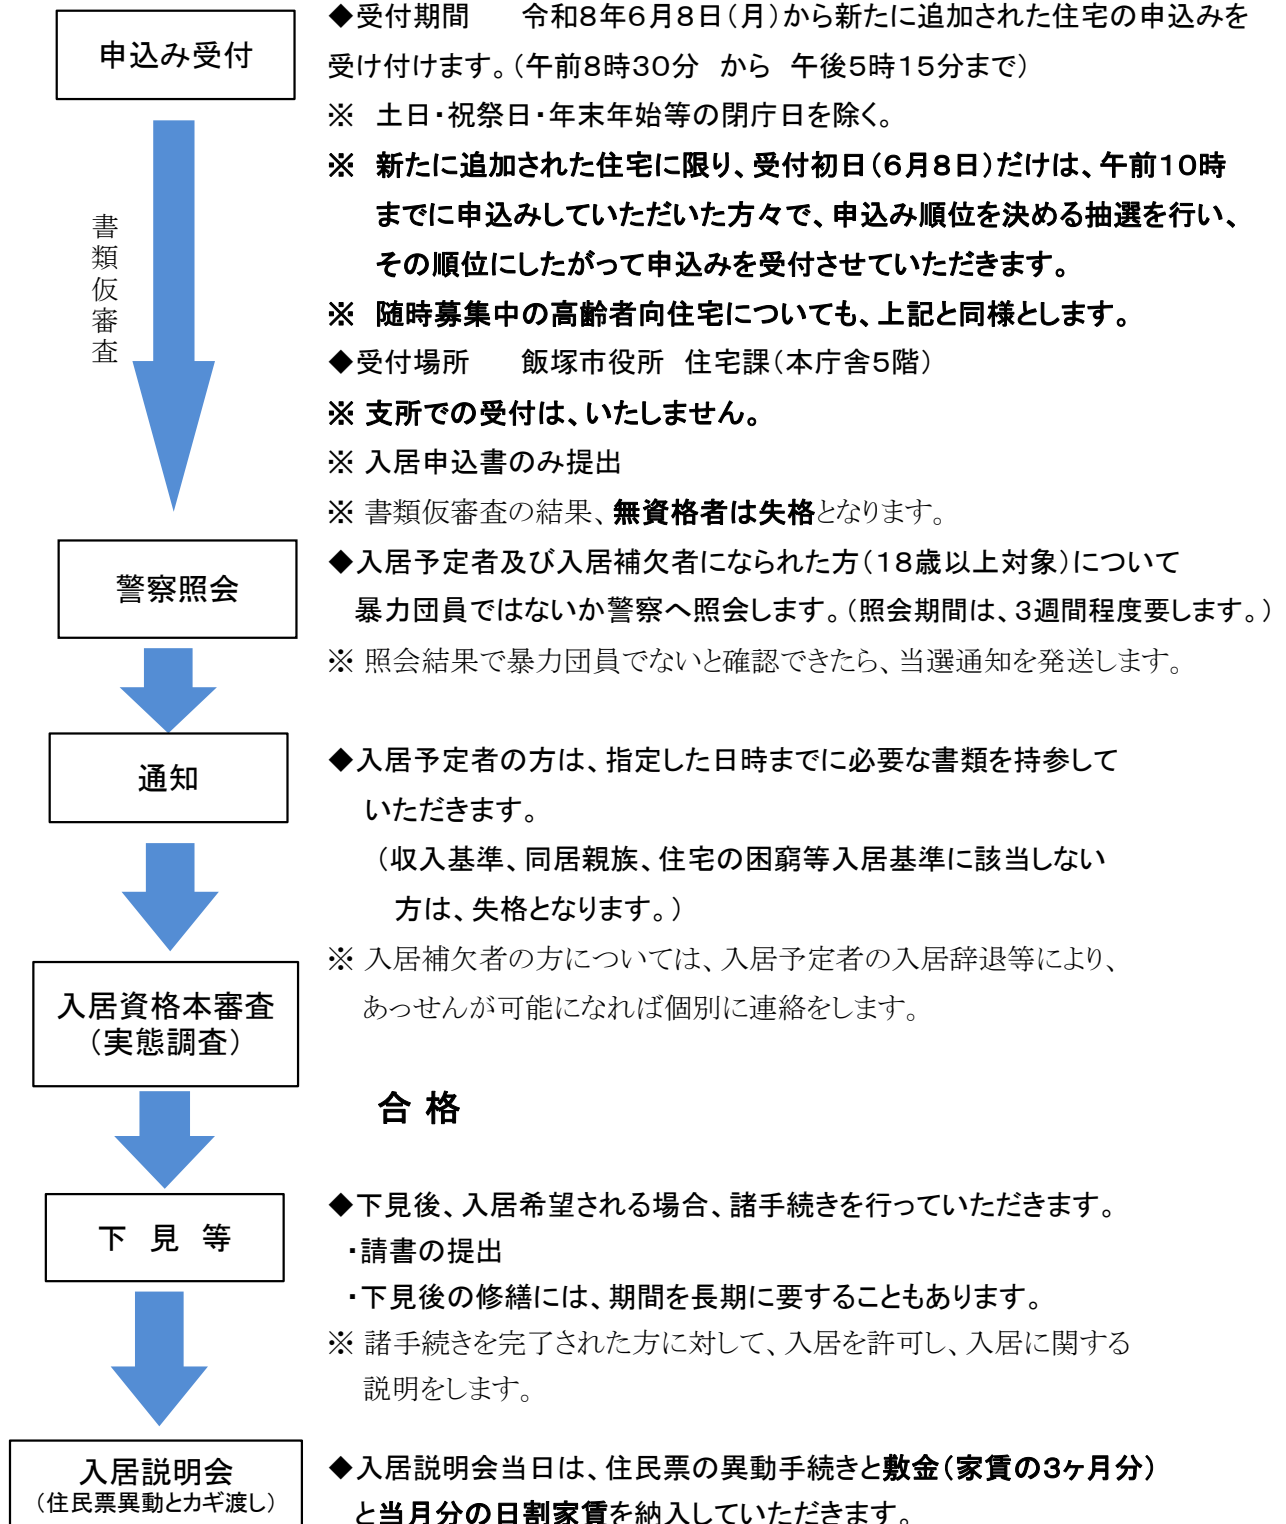 申込み受付
◆受付期間　　令和8年6月8日(月)から新たに追加された住宅の申込みを
受け付けます。(午前8時30分　から　午後5時15分まで)
※　土日・祝祭日・年末年始等の閉庁日を除く。
※　新たに追加された住宅に限り、受付初日(6月8日)だけは、午前10時
までに申込みしていただいた方々で、申込み順位を決める抽選を行い、
その順位にしたがって申込みを受付させていただきます。
※　随時募集中の高齢者向住宅についても、上記と同様とします。
書類仮審査
◆受付場所　　飯塚市役所　住宅課(本庁舎5階)
※ 支所での受付は、いたしません。
※ 入居申込書のみ提出
※ 書類仮審査の結果、無資格者は失格となります。
警察照会
◆入居予定者及び入居補欠者になられた方(18歳以上対象)について
暴力団員ではないか警察へ照会します。(照会期間は、3週間程度要します。)
※ 照会結果で暴力団員でないと確認できたら、当選通知を発送します。
通知
◆入居予定者の方は、指定した日時までに必要な書類を持参して
いただきます。
(収入基準、同居親族、住宅の困窮等入居基準に該当しない
方は、失格となります。)
※ 入居補欠者の方については、入居予定者の入居辞退等により、
あっせんが可能になれば個別に連絡をします。
入居資格本審査
(実態調査)
合 格
下　見　等
◆下見後、入居希望される場合、諸手続きを行っていただきます。
・請書の提出
・下見後の修繕には、期間を長期に要することもあります。
※ 諸手続きを完了された方に対して、入居を許可し、入居に関する
説明をします。
入居説明会
(住民票異動とカギ渡し)
◆入居説明会当日は、住民票の異動手続きと敷金(家賃の3ヶ月分)
と当月分の日割家賃を納入していただきます。